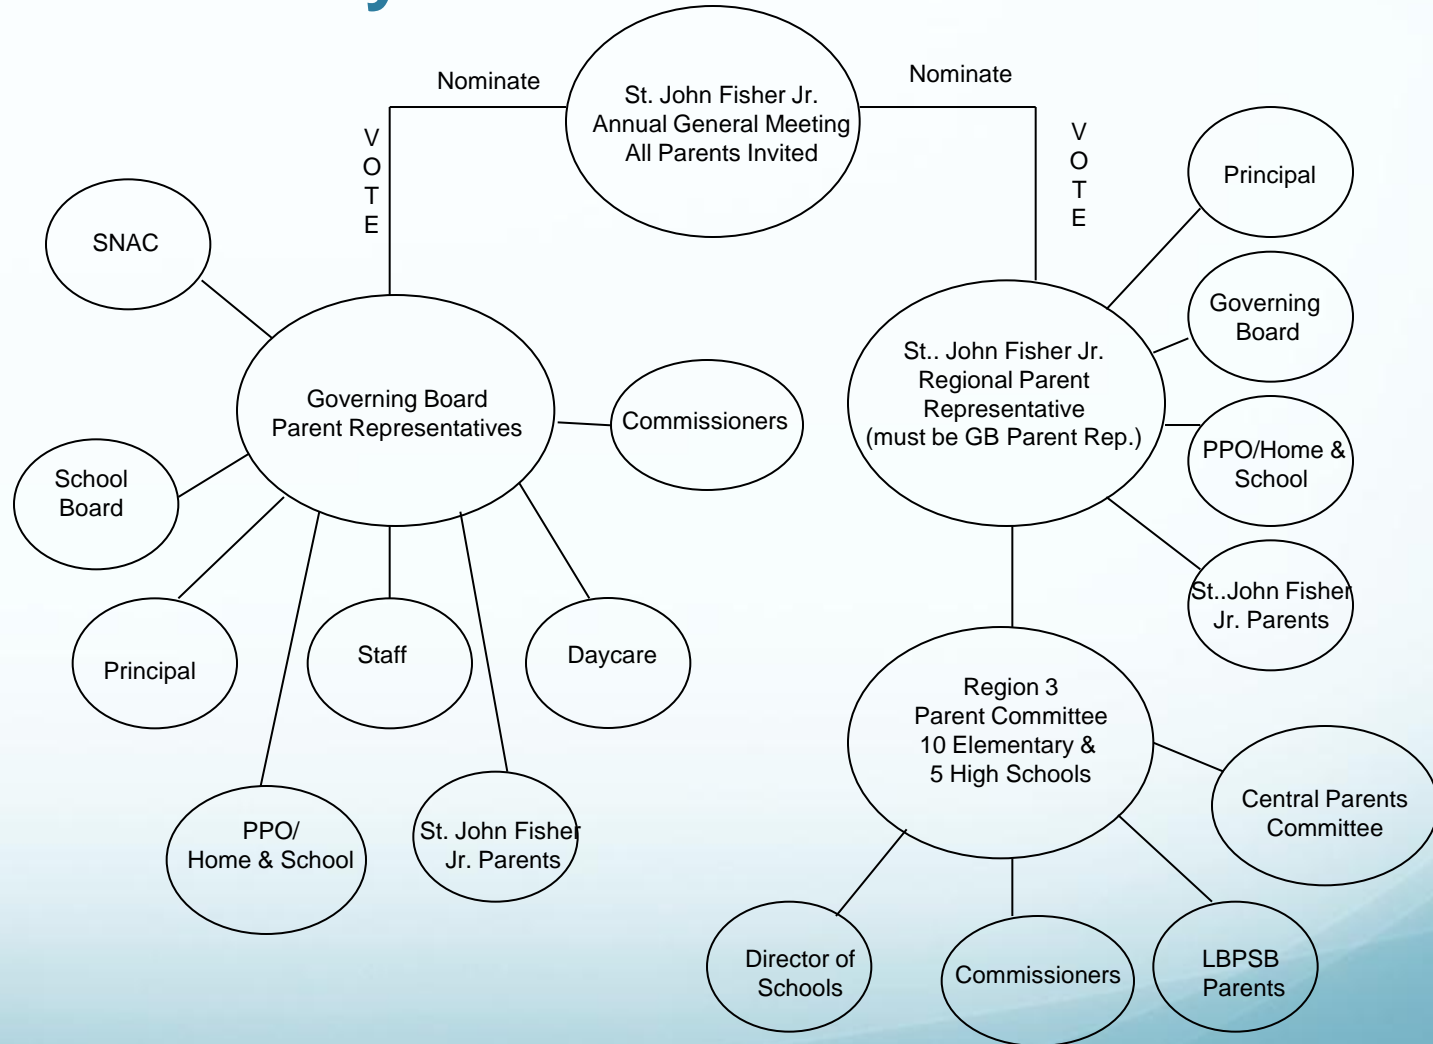 Nominate
Nominate
St. John Fisher Jr.
Annual General Meeting
All Parents Invited
V
O
T
E
V
O
T
E
Principal
SNAC
Governing
Board
St.. John Fisher Jr.
Regional Parent
Representative
(must be GB Parent Rep.)
Governing Board
Parent Representatives
Commissioners
PPO/Home &
School
School
Board
St..John Fisher
Jr. Parents
Principal
Staff
Daycare
Region 3
Parent Committee
10 Elementary &
5 High Schools
Central Parents
Committee
PPO/
Home & School
St. John Fisher
Jr. Parents
Director of
Schools
Commissioners
LBPSB
Parents